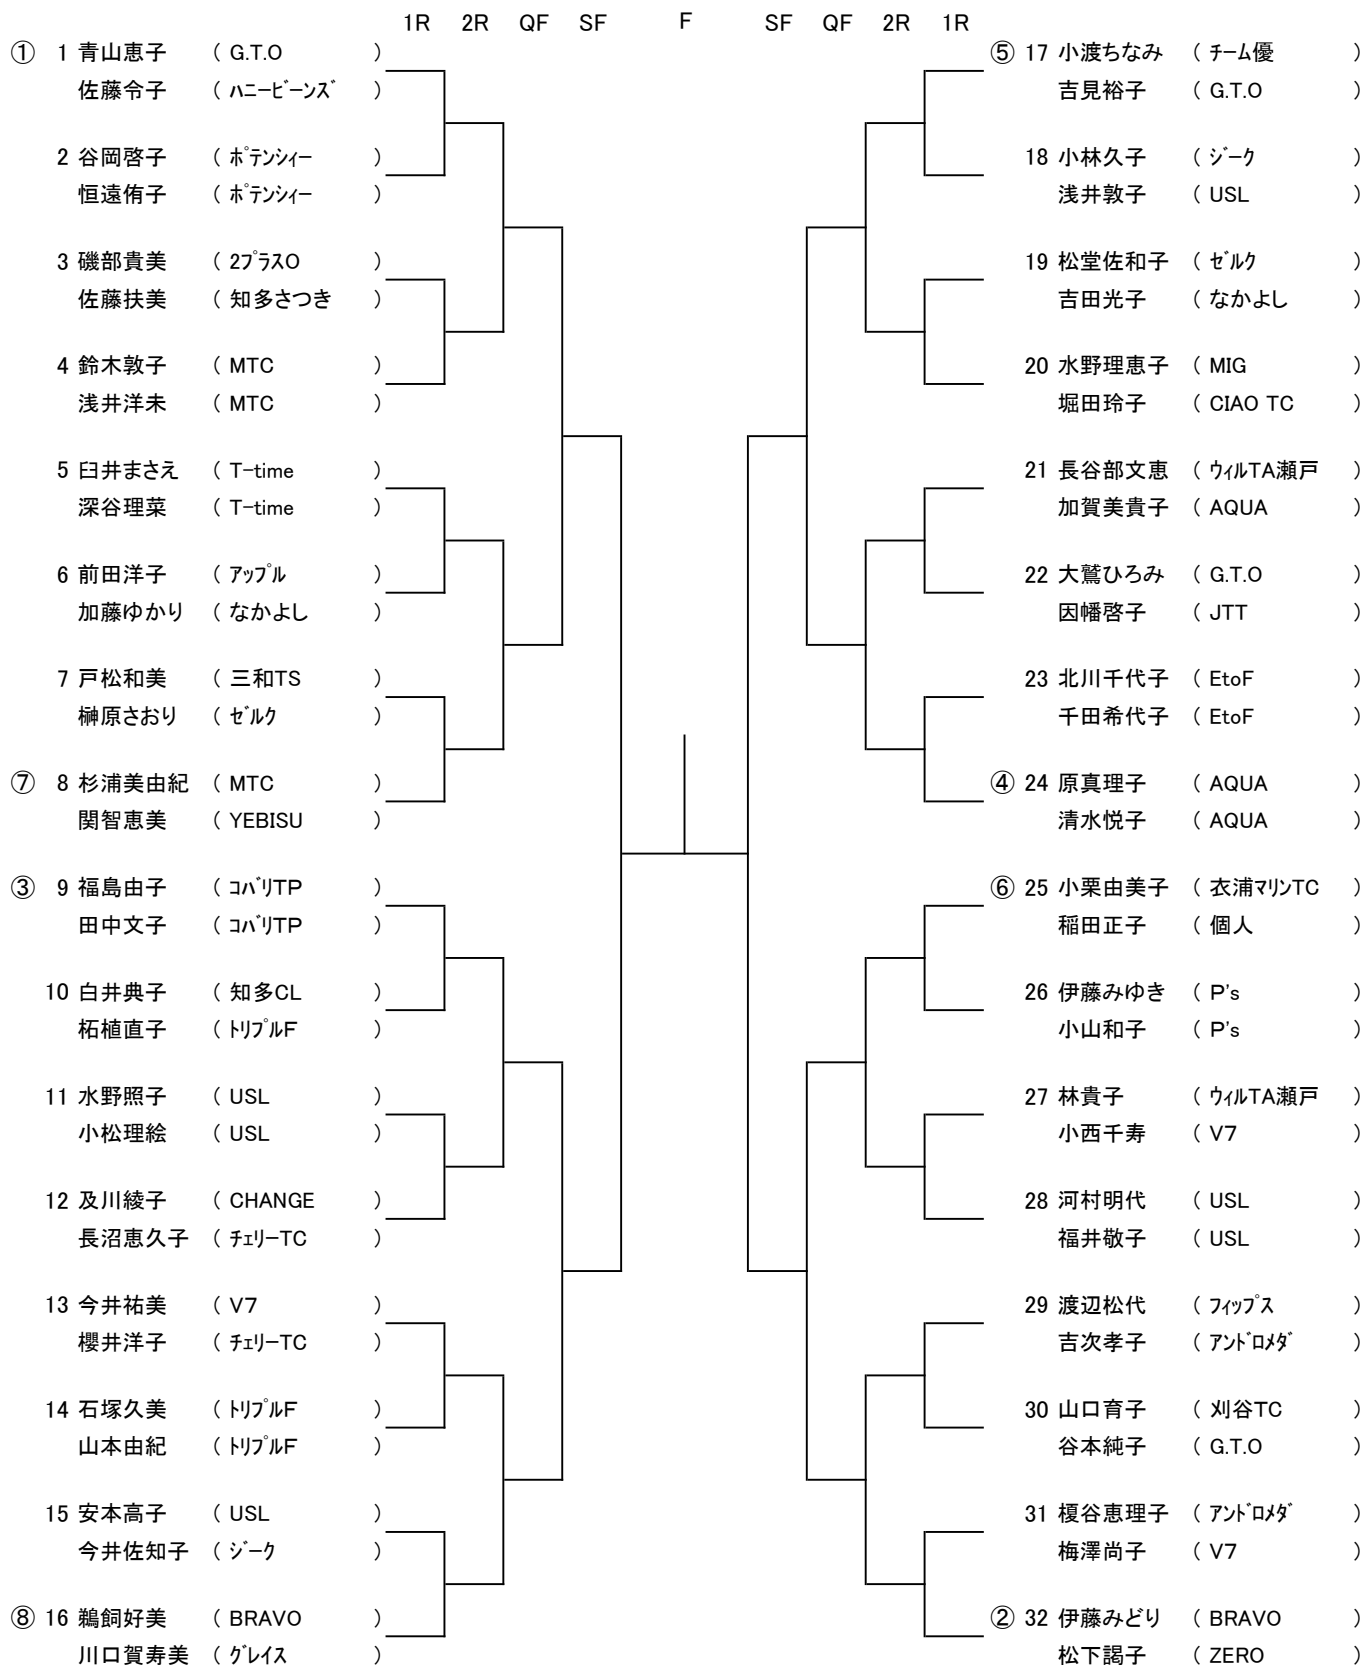 1R 2R QF SF F SF QF 2R 1R
① 1 青山恵子 ( G.T.O )
佐藤令子 ( ﾊﾆｰﾋﾞｰﾝｽﾞ )
2 谷岡啓子 ( ﾎﾟﾃﾝｼｨｰ )
恒遠侑子 ( ﾎﾟﾃﾝｼｨｰ )
3 磯部貴美 ( 2ﾌﾟﾗｽO )
佐藤扶美 ( 知多さつき )
4 鈴木敦子 ( MTC )
浅井洋未 ( MTC )
5 臼井まさえ ( T-time )
深谷理菜 ( T-time )
6 前田洋子 ( ｱｯﾌﾟﾙ )
加藤ゆかり ( なかよし )
7 戸松和美 ( 三和TS )
榊原さおり ( ｾﾞﾙｸ )
⑦ 8 杉浦美由紀 ( MTC )
関智恵美 ( YEBISU )
③ 9 福島由子 ( ｺﾊﾞﾘTP )
田中文子 ( ｺﾊﾞﾘTP )
10 白井典子 ( 知多CL )
柘植直子 ( ﾄﾘﾌﾟﾙF )
11 水野照子 ( USL )
小松理絵 ( USL )
12 及川綾子 ( CHANGE )
長沼恵久子 ( ﾁｪﾘｰTC )
13 今井祐美 ( V7 )
櫻井洋子 ( ﾁｪﾘｰTC )
14 石塚久美 ( ﾄﾘﾌﾟﾙF )
山本由紀 ( ﾄﾘﾌﾟﾙF )
15 安本高子 ( USL )
今井佐知子 ( ｼﾞｰｸ )
⑧ 16 鵜飼好美 ( BRAVO )
川口賀寿美 ( ｸﾞﾚｲｽ )
⑤ 17 小渡ちなみ ( ﾁｰﾑ優 )
吉見裕子 ( G.T.O )
18 小林久子 ( ｼﾞｰｸ )
浅井敦子 ( USL )
19 松堂佐和子 ( ｾﾞﾙｸ )
吉田光子 ( なかよし )
20 水野理恵子 ( MIG )
堀田玲子 ( CIAO TC )
21 長谷部文恵 ( ｳｨﾙTA瀬戸 )
加賀美貴子 ( AQUA )
22 大鷲ひろみ ( G.T.O )
因幡啓子 ( JTT )
23 北川千代子 ( EtoF )
千田希代子 ( EtoF )
④ 24 原真理子 ( AQUA )
清水悦子 ( AQUA )
⑥ 25 小栗由美子 ( 衣浦ﾏﾘﾝTC )
稲田正子 ( 個人 )
26 伊藤みゆき ( P's )
小山和子 ( P's )
27 林貴子 ( ｳｨﾙTA瀬戸 )
小西千寿 ( V7 )
28 河村明代 ( USL )
福井敬子 ( USL )
29 渡辺松代 ( ﾌｨｯﾌﾟｽ )
吉次孝子 ( ｱﾝﾄﾞﾛﾒﾀﾞ )
30 山口育子 ( 刈谷TC )
谷本純子 ( G.T.O )
31 榎谷恵理子 ( ｱﾝﾄﾞﾛﾒﾀﾞ )
梅澤尚子 ( V7 )
② 32 伊藤みどり ( BRAVO )
松下謁子 ( ZERO )